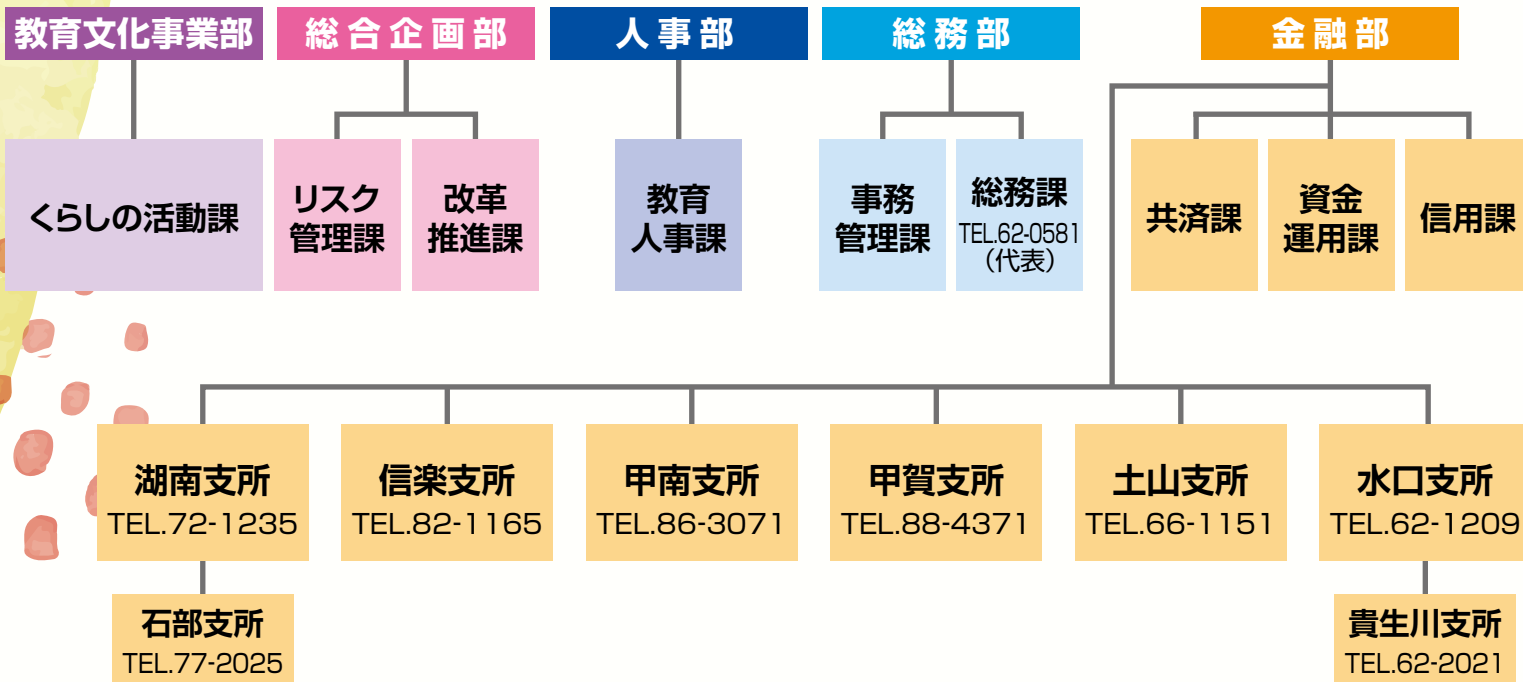 教育文化事業部
総合企画部
人事部
総務部
金融部
くらしの活動課
リスク
管理課
改革
推進課
教育
人事課
事務
管理課
総務課
TEL.62-0581
（代表）
共済課
資金
運用課
信用課
湖南支所
TEL.72-1235
信楽支所
TEL.82-1165
甲南支所
TEL.86-3071
甲賀支所
TEL.88-4371
土山支所
TEL.66-1151
水口支所
TEL.62-1209
石部支所
TEL.77-2025
貴生川支所
TEL.62-2021